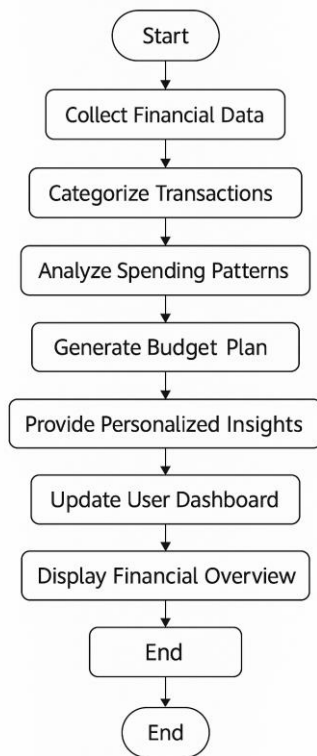 Start
Collect Financial Data
Categorize Transactions
Analyze Spending Patterns
Generate Budget Plan
Provide Personalized Insights
Update User Dashboard
Display Financial Overview
End
End